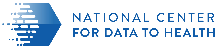 NATIONAL CENTER
FOR DATA TO HEALTH